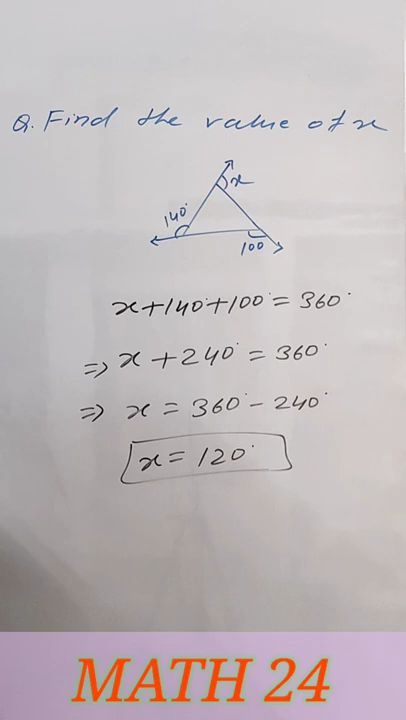 Q. Find the value of x
x
140°
100
x+140°+100° = 360°
⇒ x + 240° = 360°
⇒ x = 360° - 240°
x = 120°
MATH 24